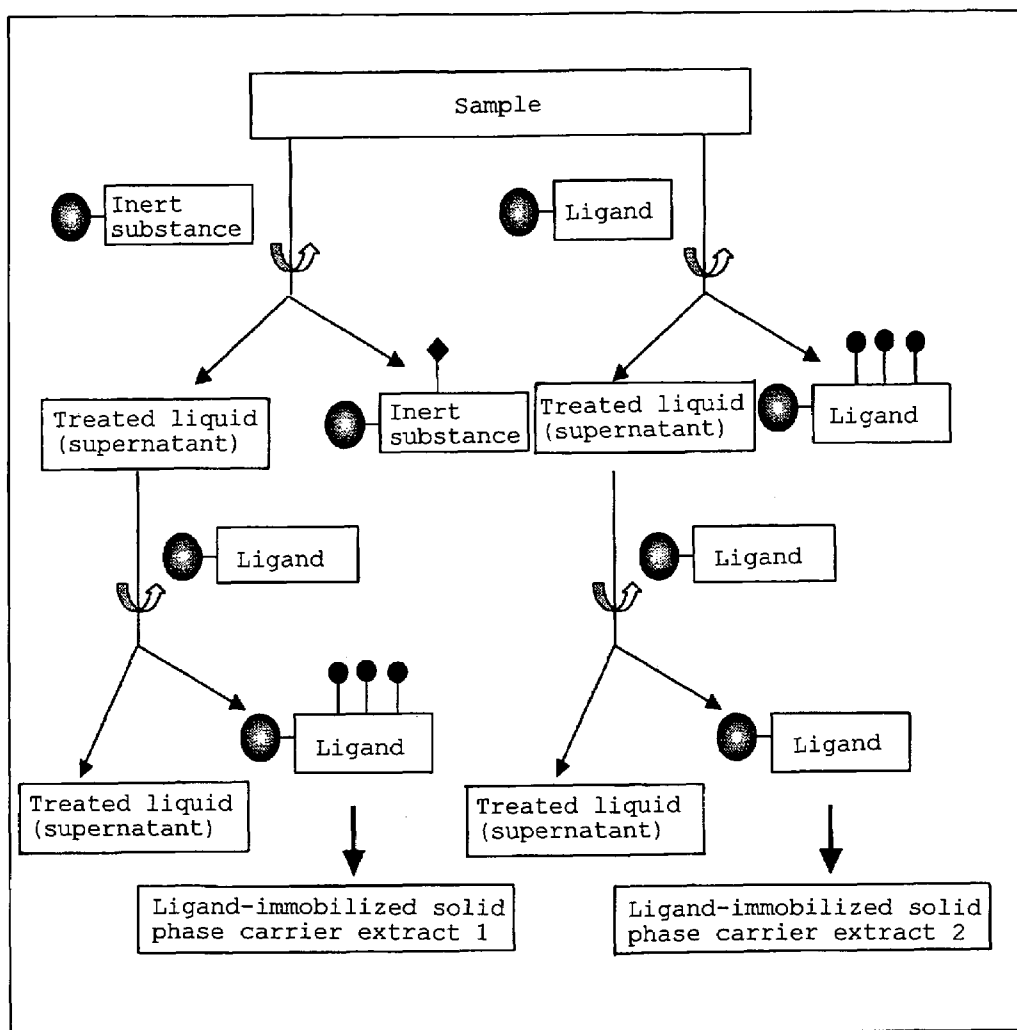 Sample
Inert
substance
Ligand
Treated liquid
(supernatant)
Inert
substance
Treated liquid
(supernatant)
Ligand
Ligand
Ligand
Ligand
Ligand
Treated liquid
(supernatant)
Treated liquid
(supernatant)
Ligand-immobilized solid
phase carrier extract 1
Ligand-immobilized solid
phase carrier extract 2